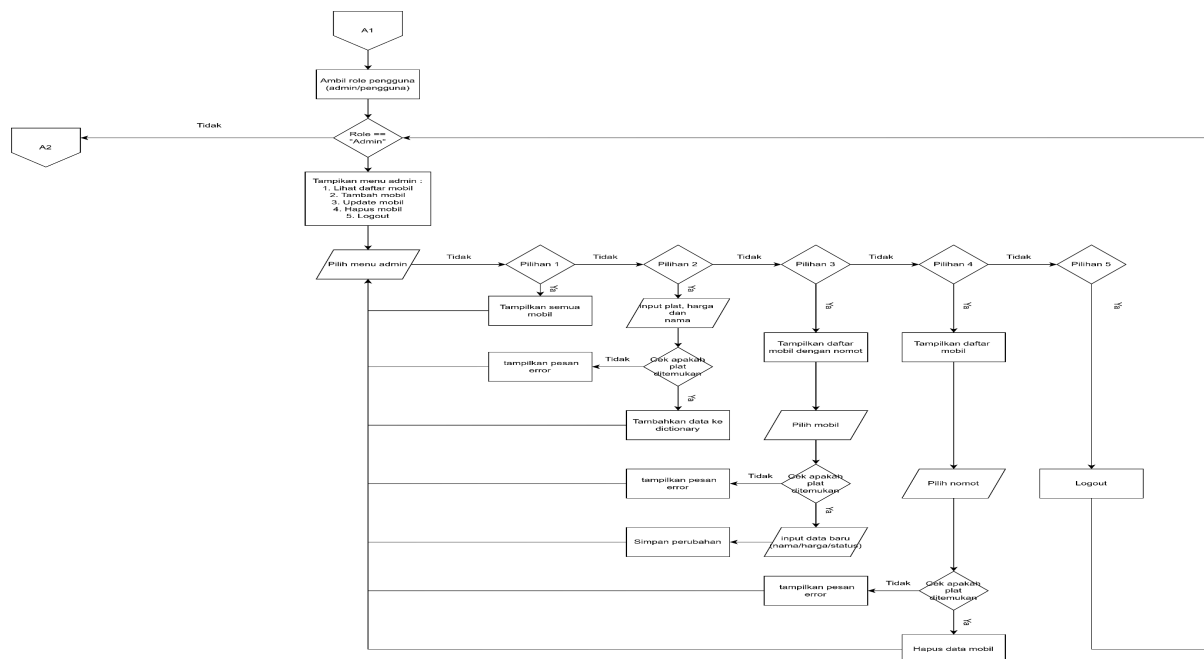 A1
Ambil role pengguna
(admin/pengguna)
Tidak
Role ==
"Admin"
A2
Tampikan menu admin :
1. Lihat daftar mobil
2. Tambah mobil
3. Update mobil
4. Hapus mobil
5. Logout
Pilih menu admin
Tidak
Pilihan 1
Tidak
Pilihan 2
Tidak
Pilihan 3
Tidak
Pilihan 4
Tidak
Pilihan 5
Ya
Ya
Ya
Ya
Ya
Tampilkan semua
mobil
input plat, harga
dan
nama
Tampilkan daftar
mobil dengan nomot
Tampilkan daftar
mobil
tampilkan pesan
error
Tidak
Cek apakah
plat
ditemukan
Ya
Tambahkan data ke
dictionary
Pilih mobil
tampilkan pesan
error
Tidak
Cek apakah
plat
ditemukan
Pilih nomot
Logout
Ya
Simpan perubahan
input data baru
(nama/harga/status)
tampilkan pesan
error
Tidak
Cek apakah
plat
ditemukan
Ya
Hapus data mobil